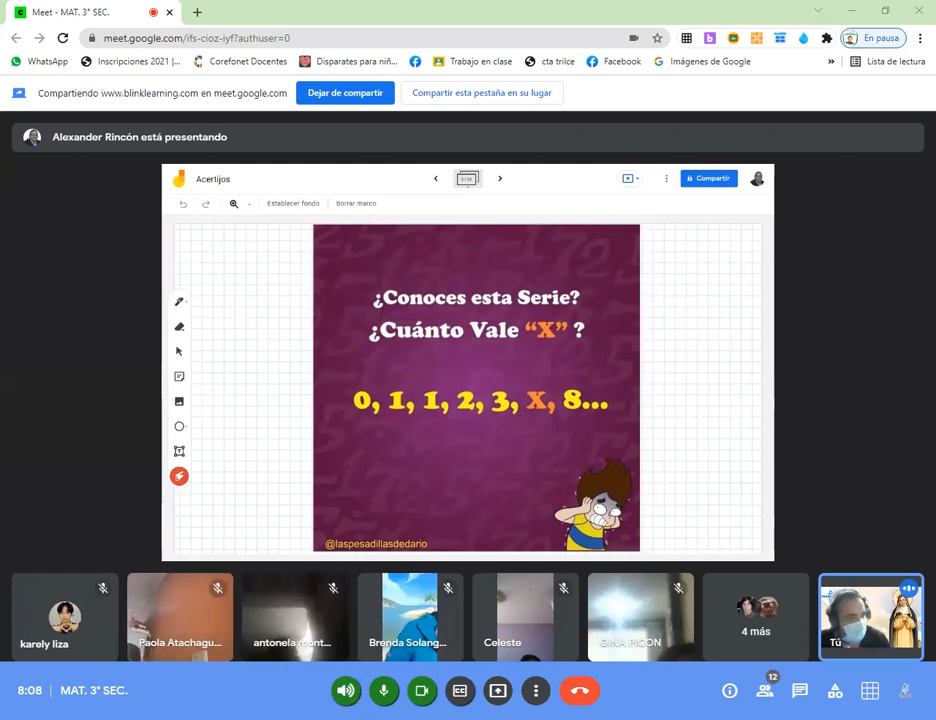 Meet - MAT. 3° SEC.
meet.google.com/ifs-cioz-iyf?authuser=0
En pausa
WhatsApp
Inscripciones 2021 |...
Corefonet Docentes
Disparates para niñ...
Trabajo en clase
cta trilce
Facebook
Imágenes de Google
»
Lista de lectura
Compartiendo www.blinklearning.com en meet.google.com
Dejar de compartir
Compartir esta pestaña en su lugar
Alexander Rincón está presentando
Acertijos
Compartir
Establecer fondo
Borrar marco
¿Conoces esta Serie?
¿Cuánto Vale “X” ?
0, 1, 1, 2, 3, X, 8...
@laspesadillasdedario
karely liza
Paola Atachagu...
antonela mont...
Brenda Solang...
Celeste
GINA PICON
4 más
Tú
8:08 | MAT. 3° SEC.
12